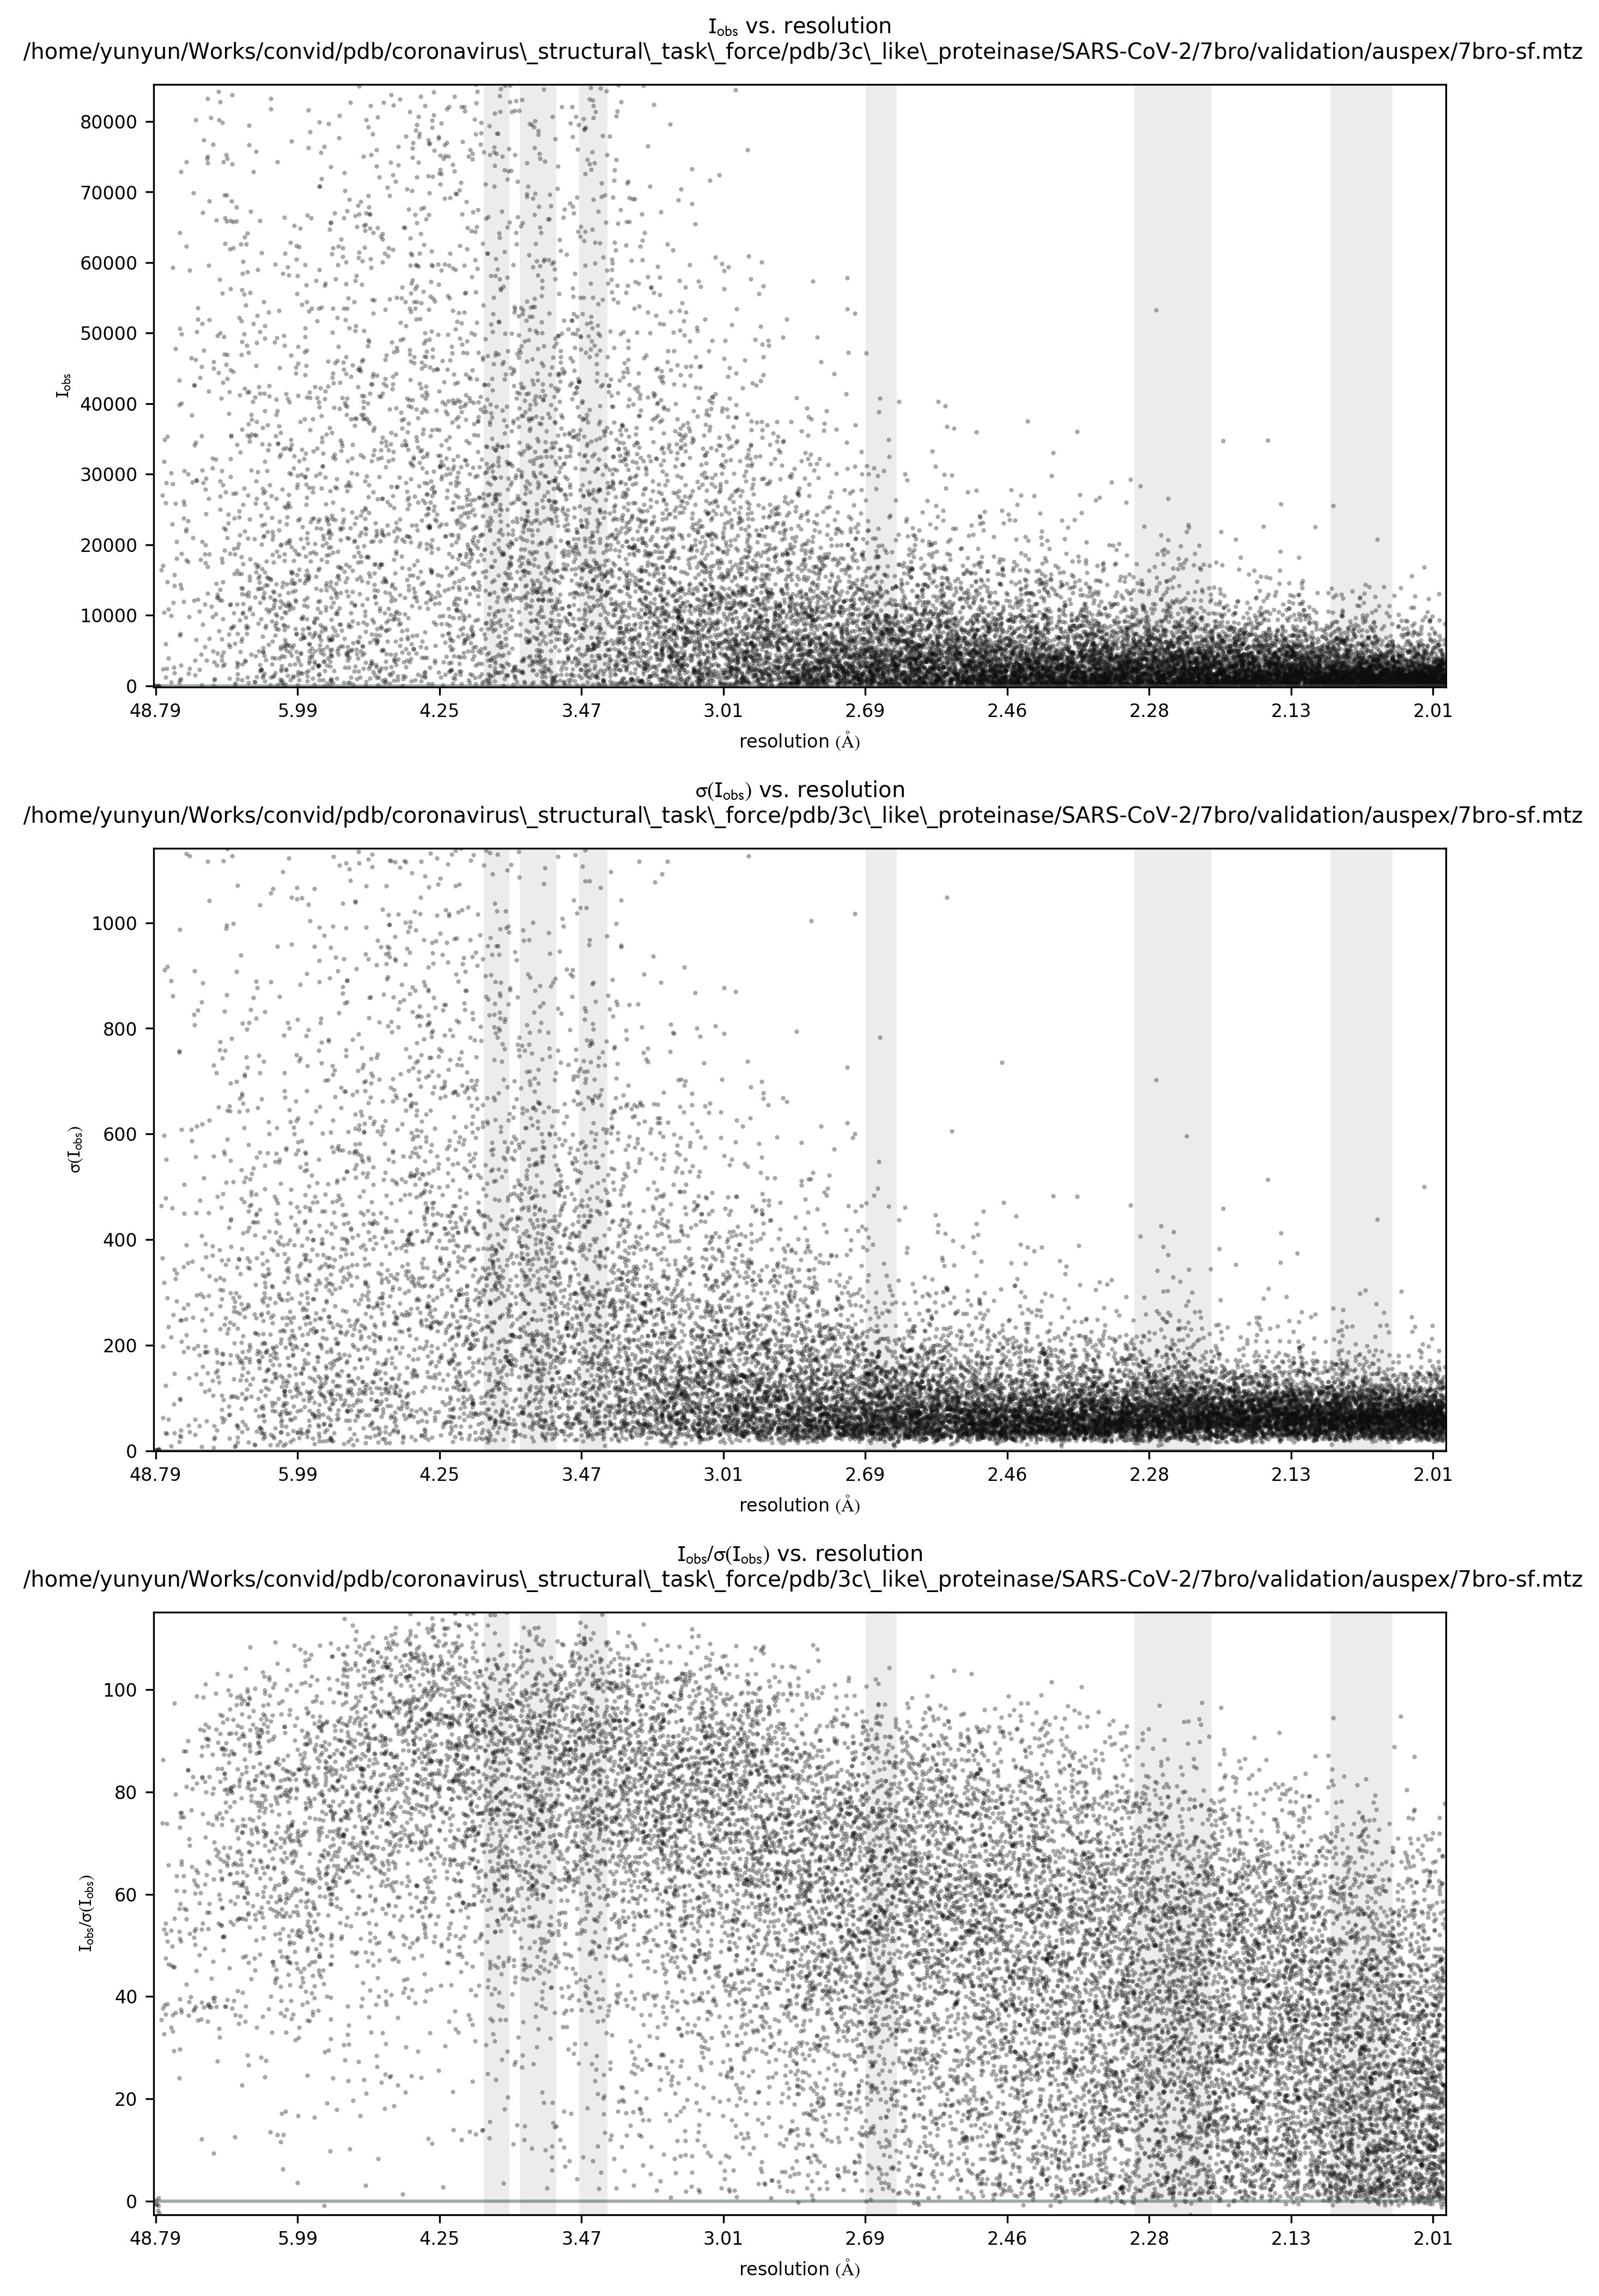 Iobs vs. resolution
/home/yunyun/Works/convid/pdb/coronavirus\_structural\_task\_force/pdb/3c\_like\_proteinase/SARS-CoV-2/7bro/validation/auspex/7bro-sf.mtz
80000
70000
60000
50000
40000
30000
20000
10000
0
Iobs
48.79 5.99 4.25 3.47 3.01 2.69 2.46 2.28 2.13 2.01
resolution (Å)
σ(Iobs) vs. resolution
/home/yunyun/Works/convid/pdb/coronavirus\_structural\_task\_force/pdb/3c\_like\_proteinase/SARS-CoV-2/7bro/validation/auspex/7bro-sf.mtz
1000
800
600
400
200
0
σ(Iobs)
48.79 5.99 4.25 3.47 3.01 2.69 2.46 2.28 2.13 2.01
resolution (Å)
Iobs/σ(Iobs) vs. resolution
/home/yunyun/Works/convid/pdb/coronavirus\_structural\_task\_force/pdb/3c\_like\_proteinase/SARS-CoV-2/7bro/validation/auspex/7bro-sf.mtz
100
80
60
40
20
0
Iobs/σ(Iobs)
48.79 5.99 4.25 3.47 3.01 2.69 2.46 2.28 2.13 2.01
resolution (Å)